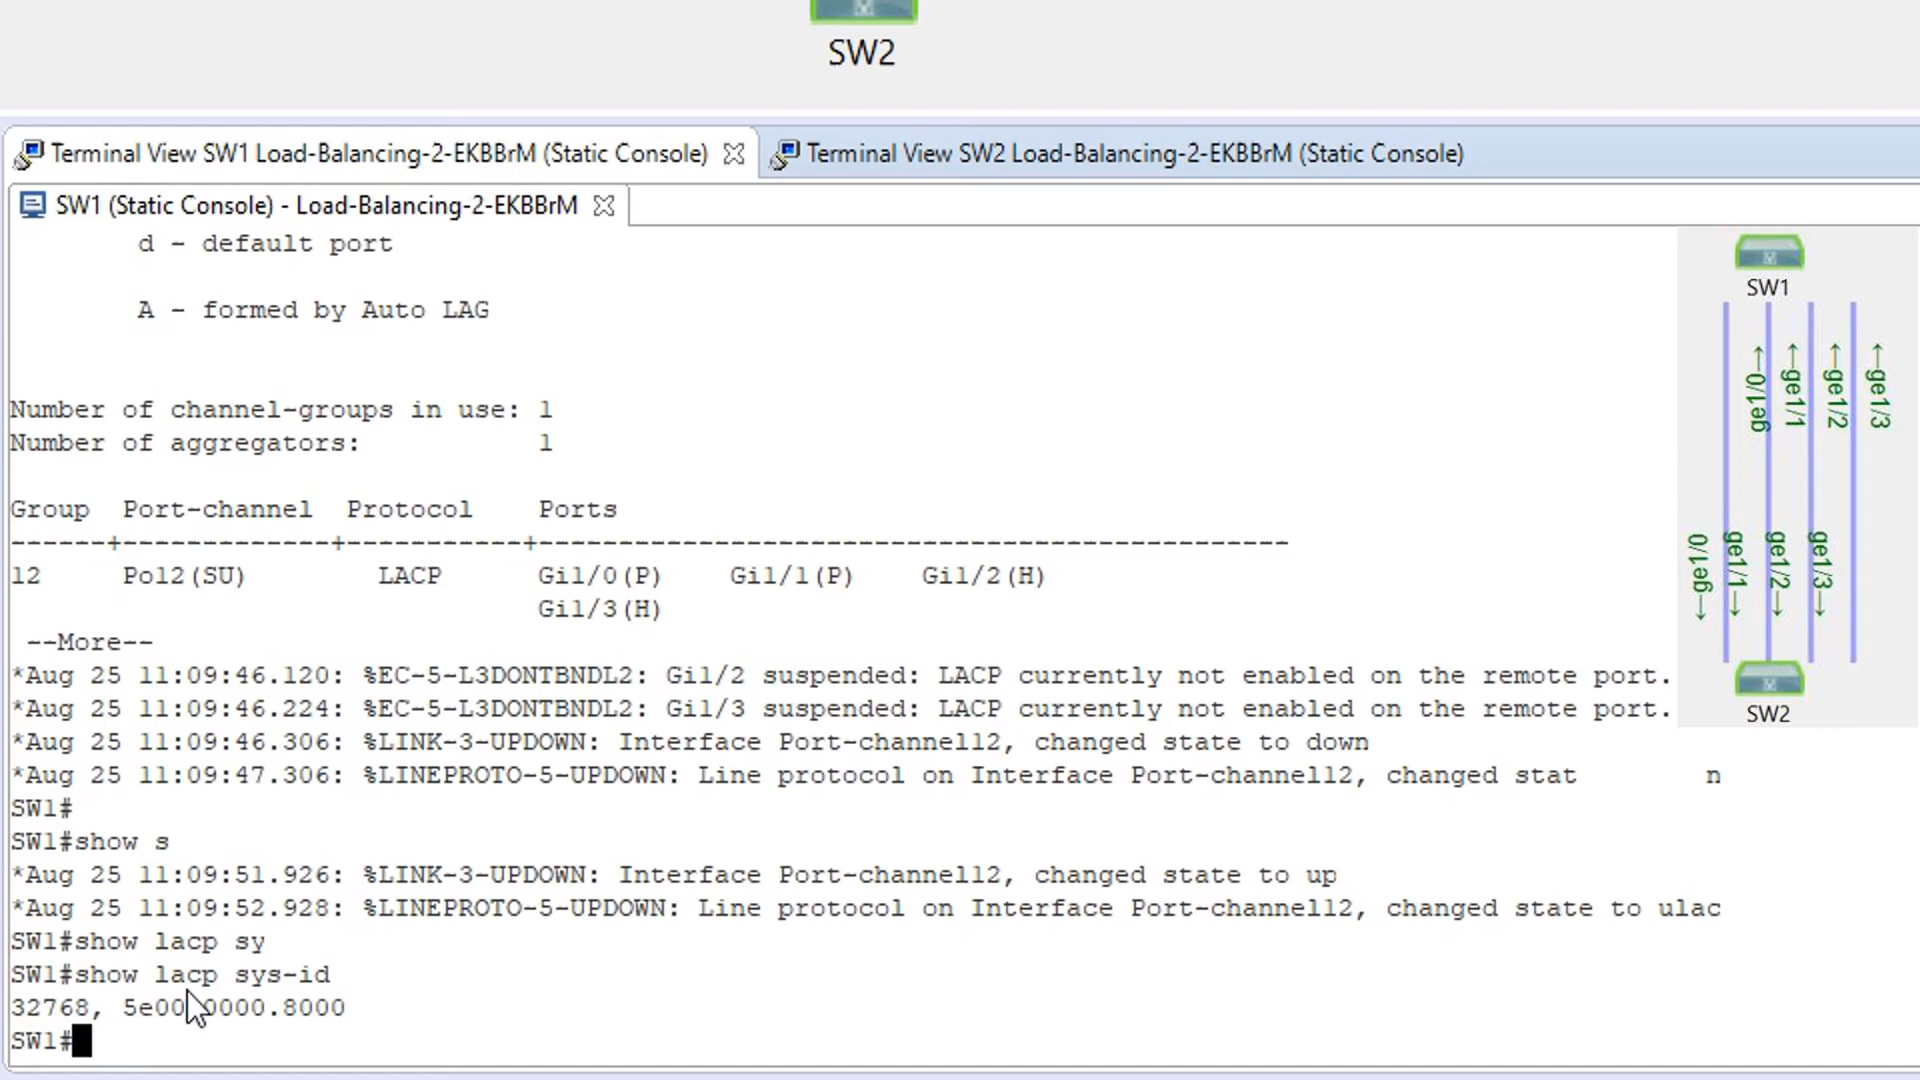 SW2
Terminal View SW1 Load-Balancing-2-EKBBrM (Static Console)
Terminal View SW2 Load-Balancing-2-EKBBrM (Static Console)
SW1 (Static Console) - Load-Balancing-2-EKBBrM
d - default port
A - formed by Auto LAG
Number of channel-groups in use: 1
Number of aggregators: 1
Group Port-channel Protocol Ports
------+-------------+-----------+-----------------------------------------------
12 Po12(SU) LACP Gi1/0(P) Gi1/1(P) Gi1/2(H)
Gi1/3(H)
--More--
*Aug 25 11:09:46.120: %EC-5-L3DONTBNDL2: Gi1/2 suspended: LACP currently not enabled on the remote port.
*Aug 25 11:09:46.224: %EC-5-L3DONTBNDL2: Gi1/3 suspended: LACP currently not enabled on the remote port.
*Aug 25 11:09:46.306: %LINK-3-UPDOWN: Interface Port-channel12, changed state to down
*Aug 25 11:09:47.306: %LINEPROTO-5-UPDOWN: Line protocol on Interface Port-channel12, changed stat n
SW1#
SW1#show s
*Aug 25 11:09:51.926: %LINK-3-UPDOWN: Interface Port-channel12, changed state to up
*Aug 25 11:09:52.928: %LINEPROTO-5-UPDOWN: Line protocol on Interface Port-channel12, changed state to ulac
SW1#show lacp sy
SW1#show lacp sys-id
32768, 5e00.0000.8000
SW1#
SW1
←ge1/0
←ge1/1
←ge1/2
←ge1/3
ge1/0→
ge1/1→
ge1/2→
ge1/3→
SW2